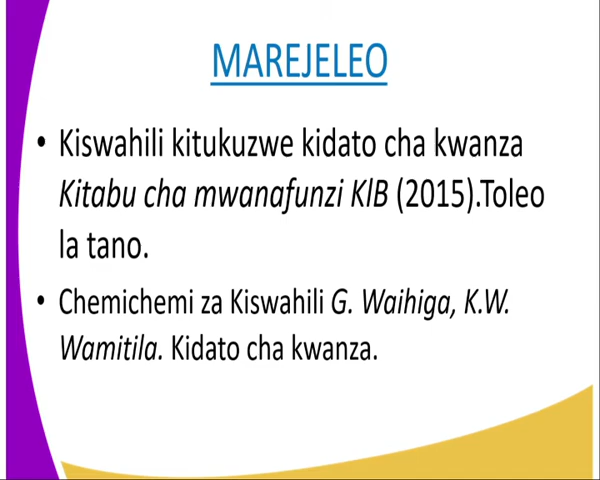 MAREJELEO
• Kiswahili kitukuzwe kidato cha kwanza
Kitabu cha mwanafunzi KlB (2015).Toleo
la tano.
• Chemichemi za Kiswahili G. Waihiga, K.W.
Wamitila. Kidato cha kwanza.